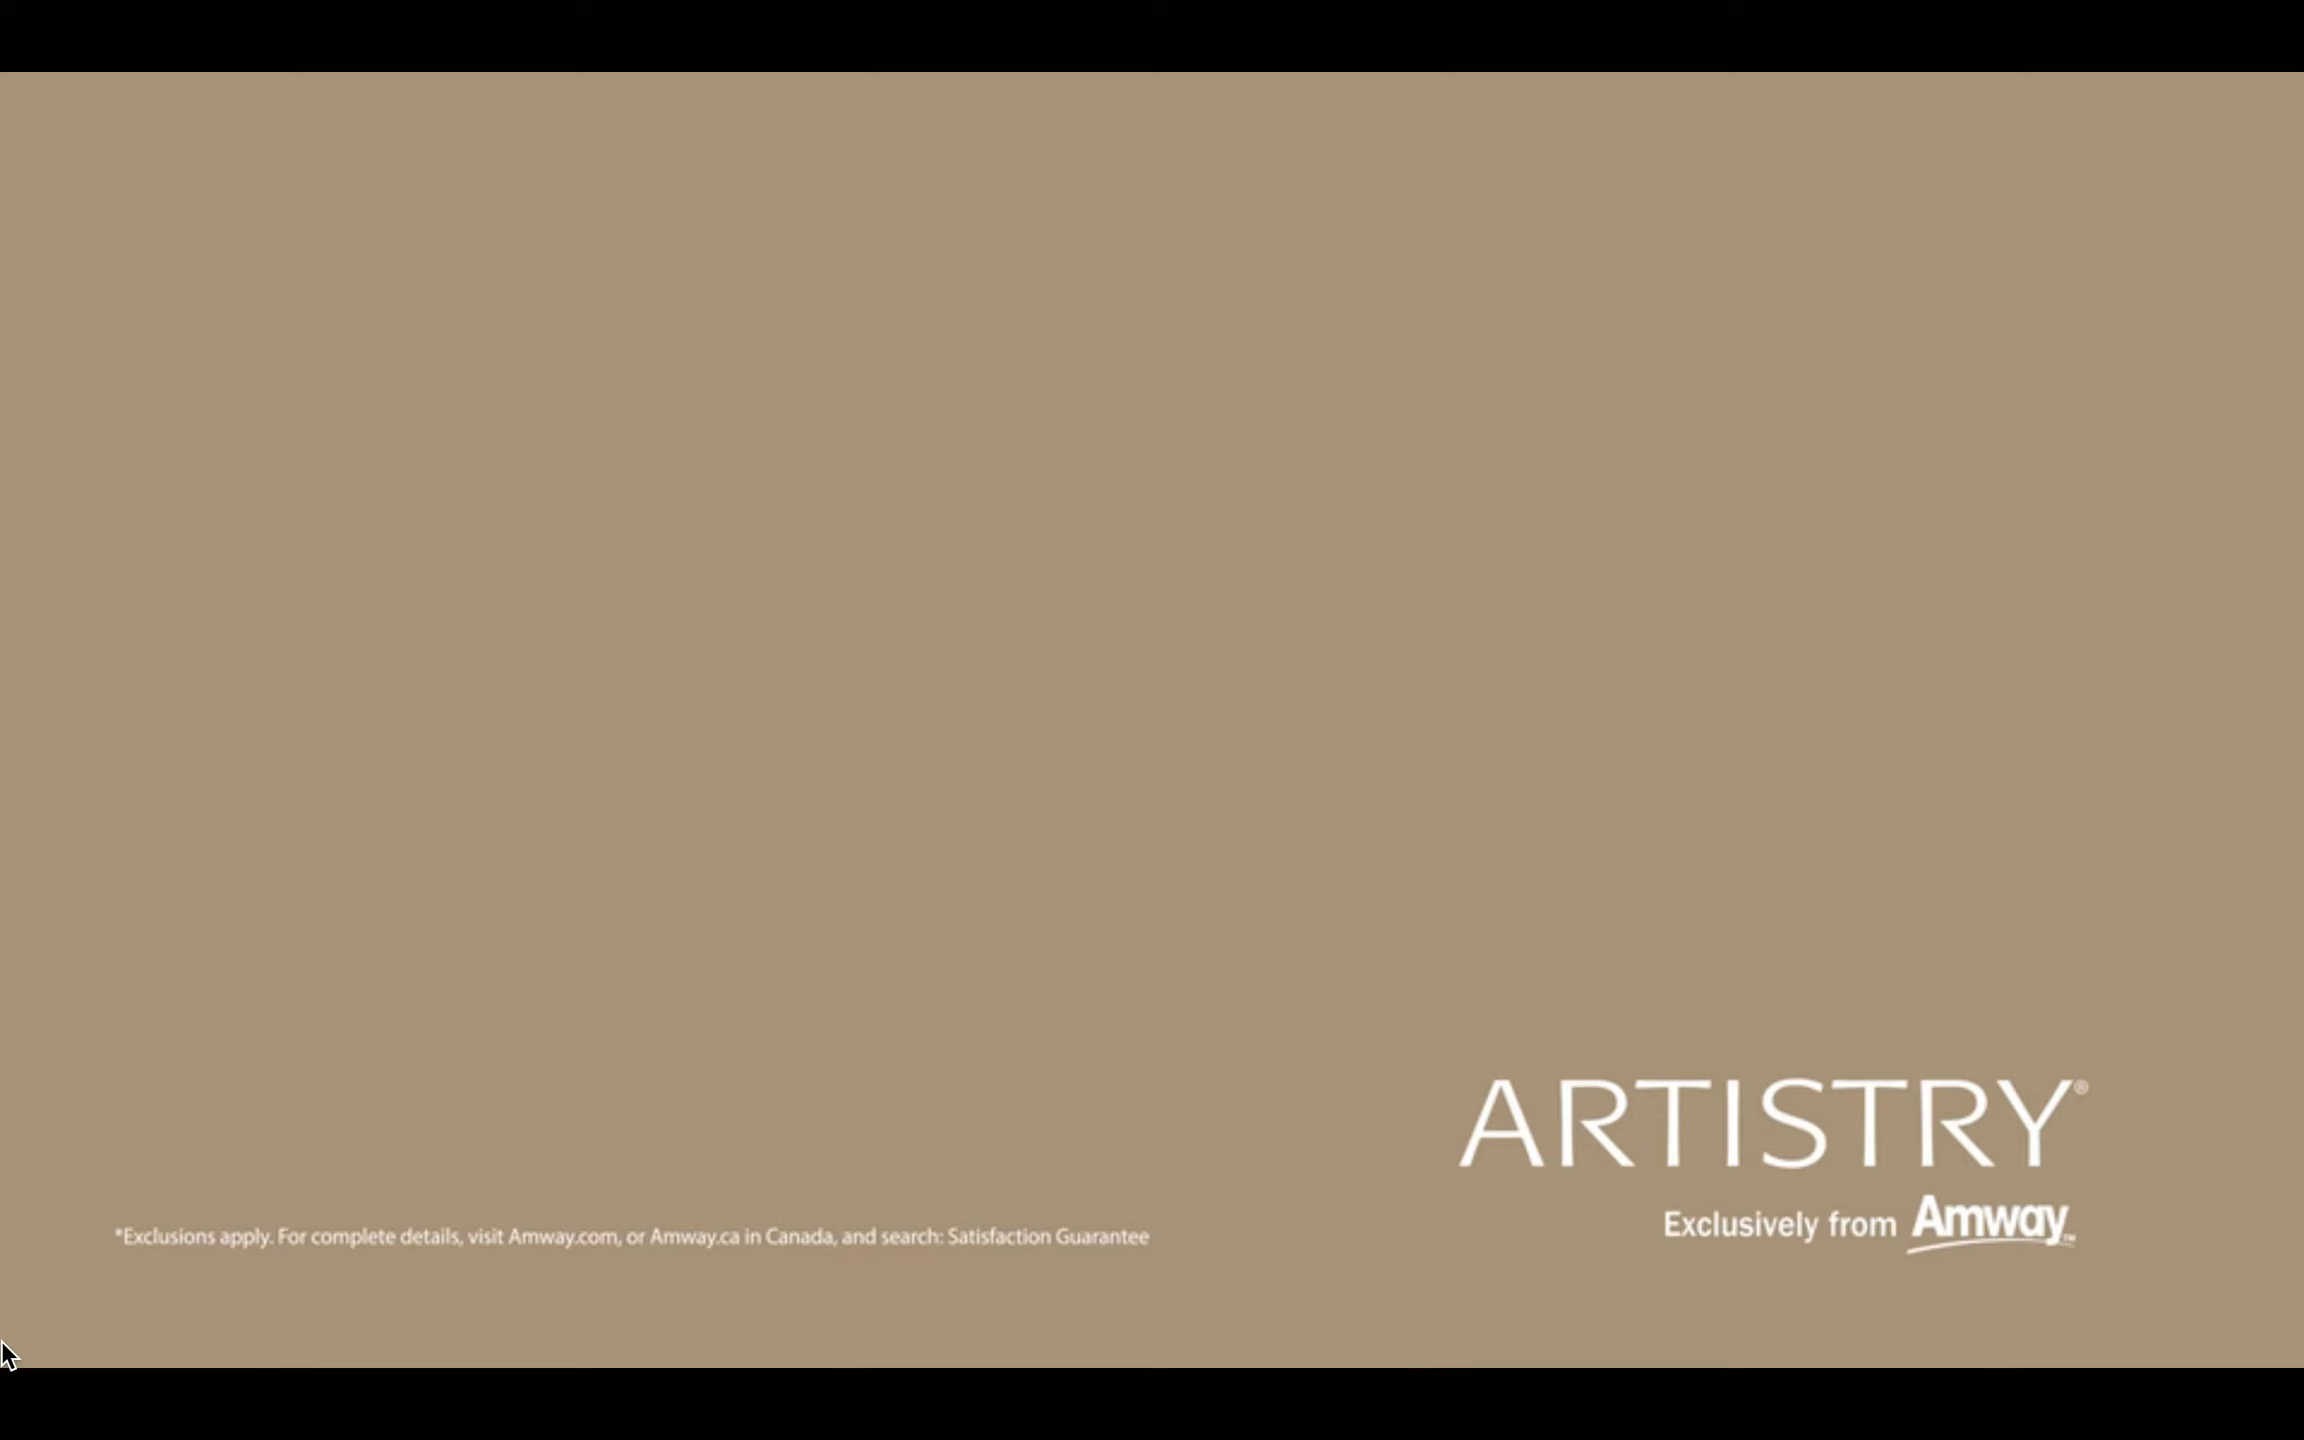 ARTISTRY®
Exclusively from Amway™
*Exclusions apply. For complete details, visit Amway.com, or Amway.ca in Canada, and search: Satisfaction Guarantee